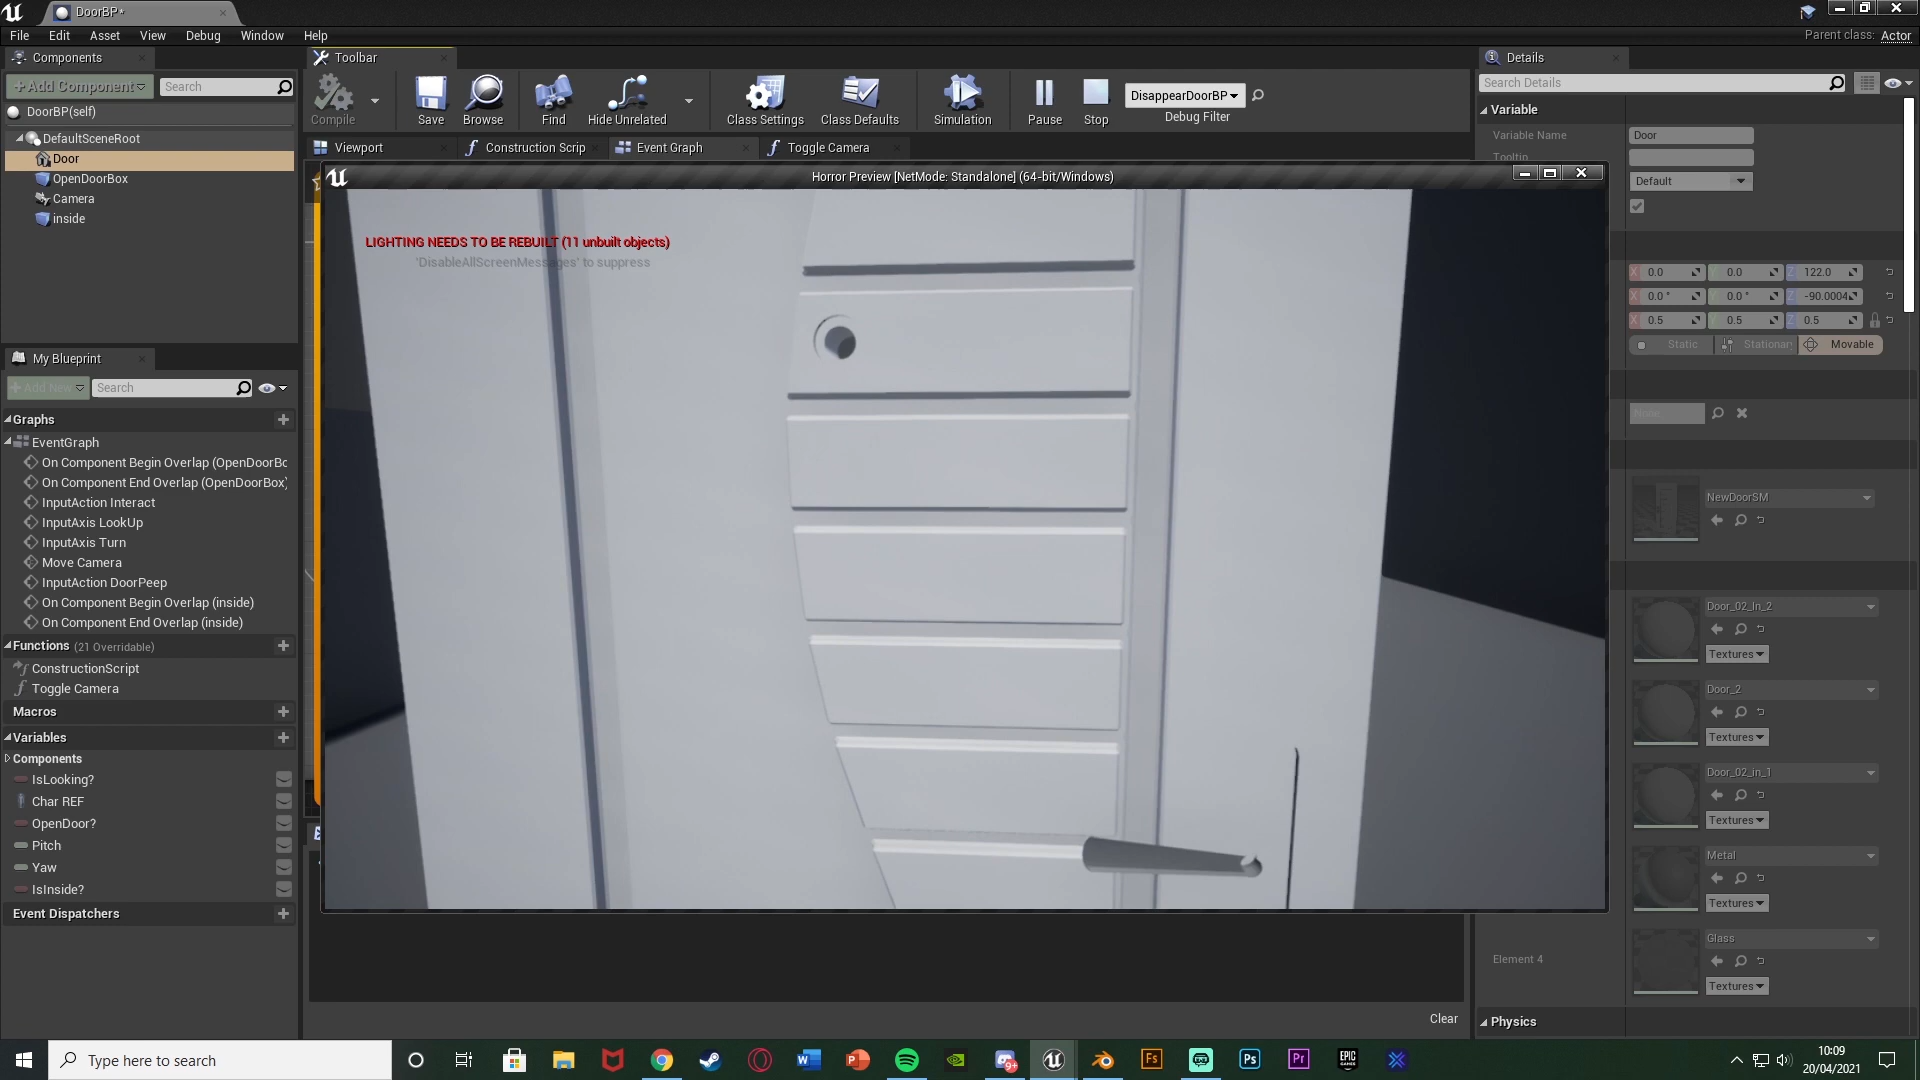 DoorBP*
File Edit Asset View Debug Window Help
Parent class: Actor
Components
+Add Component
Search
DoorBP(self)
DefaultSceneRoot
Door
OpenDoorBox
Camera
inside
My Blueprint
+Add New
Search
Graphs
EventGraph
On Component Begin Overlap (OpenDoorBo
On Component End Overlap (OpenDoorBox)
InputAction Interact
InputAxis LookUp
InputAxis Turn
Move Camera
InputAction DoorPeep
On Component Begin Overlap (inside)
On Component End Overlap (inside)
Functions (21 Overridable)
ConstructionScript
Toggle Camera
Macros
Variables
Components
IsLooking?
Char REF
OpenDoor?
Pitch
Yaw
IsInside?
Event Dispatchers
Toolbar
Compile
Save
Browse
Find
Hide Unrelated
Class Settings
Class Defaults
Simulation
Pause
Stop
DisappearDoorBP
Debug Filter
Viewport
Construction Scrip
Event Graph
Toggle Camera
Horror Preview [NetMode: Standalone] (64-bit/Windows)
LIGHTING NEEDS TO BE REBUILT (11 unbuilt objects)
'DisableAllScreenMessages' to suppress
Clear
Details
Search Details
Variable
Variable Name Door
Tooltip
Default
X 0.0 Y 0.0 Z 122.0
X 0.0 ° Y 0.0 ° Z -90.0004
X 0.5 Y 0.5 Z 0.5
Static Stationar Movable
None
NewDoorSM
Door_02_In_2
Textures
Door_2
Textures
Door_02_in_1
Textures
Metal
Textures
Element 4 Glass
Textures
Physics
Type here to search
10:09
20/04/2021